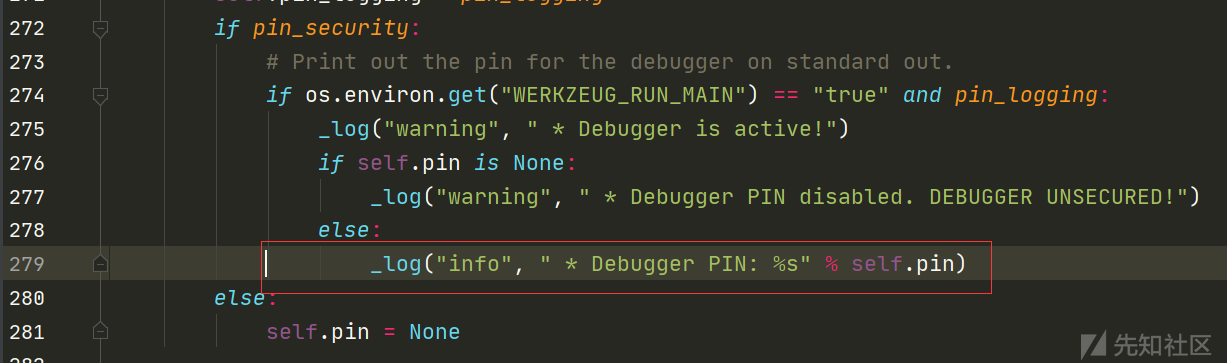 272 if pin_security:
273 # Print out the pin for the debugger on standard out.
274 if os.environ.get("WERKZEUG_RUN_MAIN") == "true" and pin_logging:
275 _log("warning", " * Debugger is active!")
276 if self.pin is None:
277 _log("warning", " * Debugger PIN disabled. DEBUGGER UNSECURED!")
278 else:
279 _log("info", " * Debugger PIN: %s" % self.pin)
280 else:
281 self.pin = None
先知社区